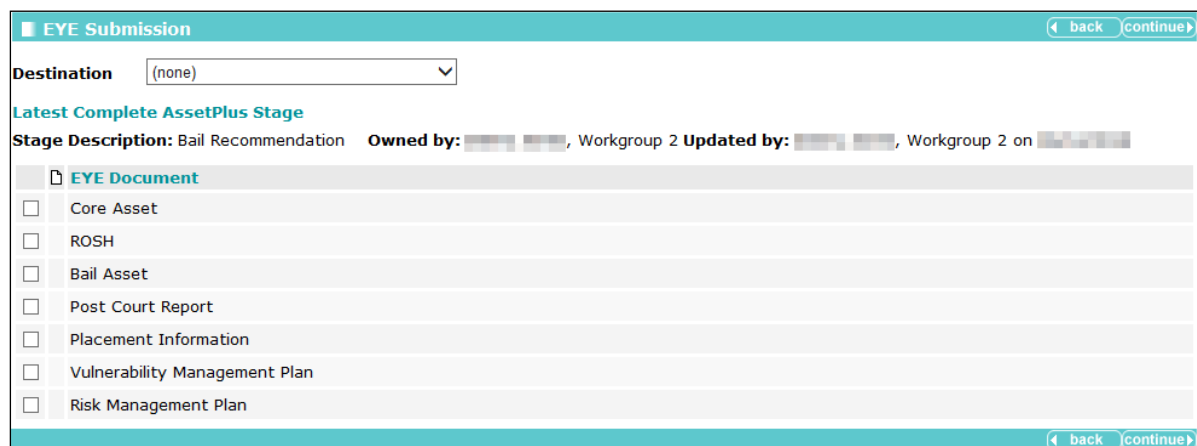 EYE Submission back continue
Destination (none)
Latest Complete AssetPlus Stage
Stage Description: Bail Recommendation Owned by: , Workgroup 2 Updated by: , Workgroup 2 on
EYE Document
Core Asset
ROSH
Bail Asset
Post Court Report
Placement Information
Vulnerability Management Plan
Risk Management Plan
back continue